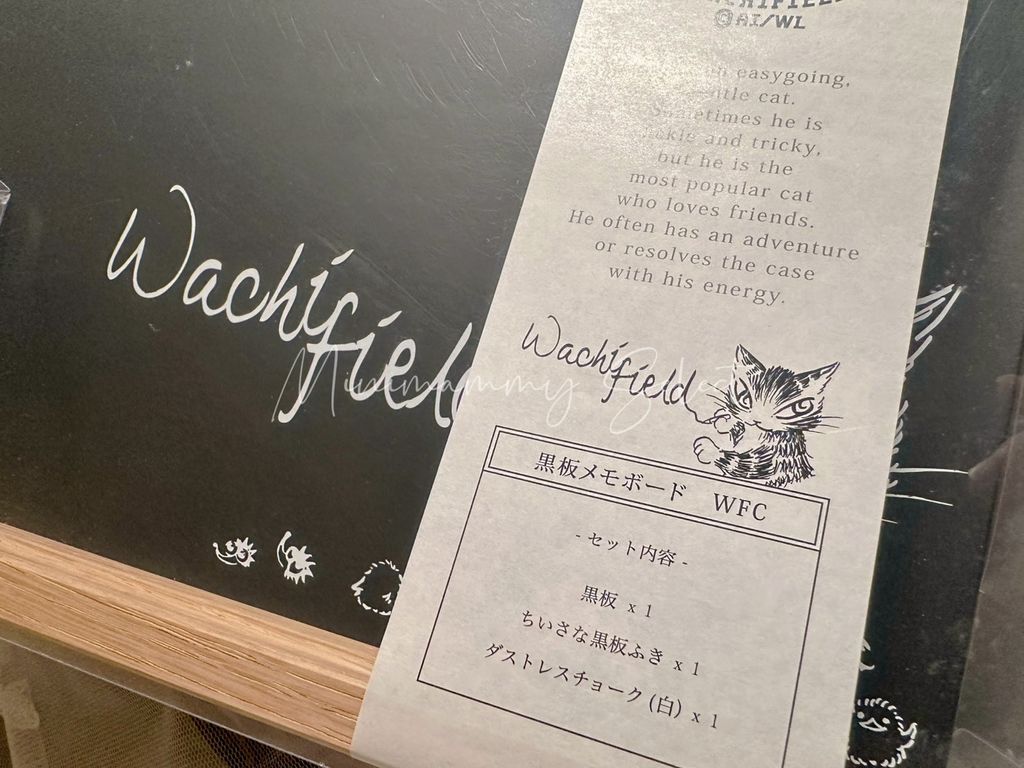 Wachifield
@AI/WL
easygoing,
cat.
Sometimes he is
and tricky,
but he is the
most popular cat
who loves friends.
He often has an adventure
or resolves the case
with his energy.
Wachifield
黒板メモボード WFC
- セット内容 -
黒板 x 1
ちいさな黒板ふき x 1
ダストレスチョーク (白) x 1